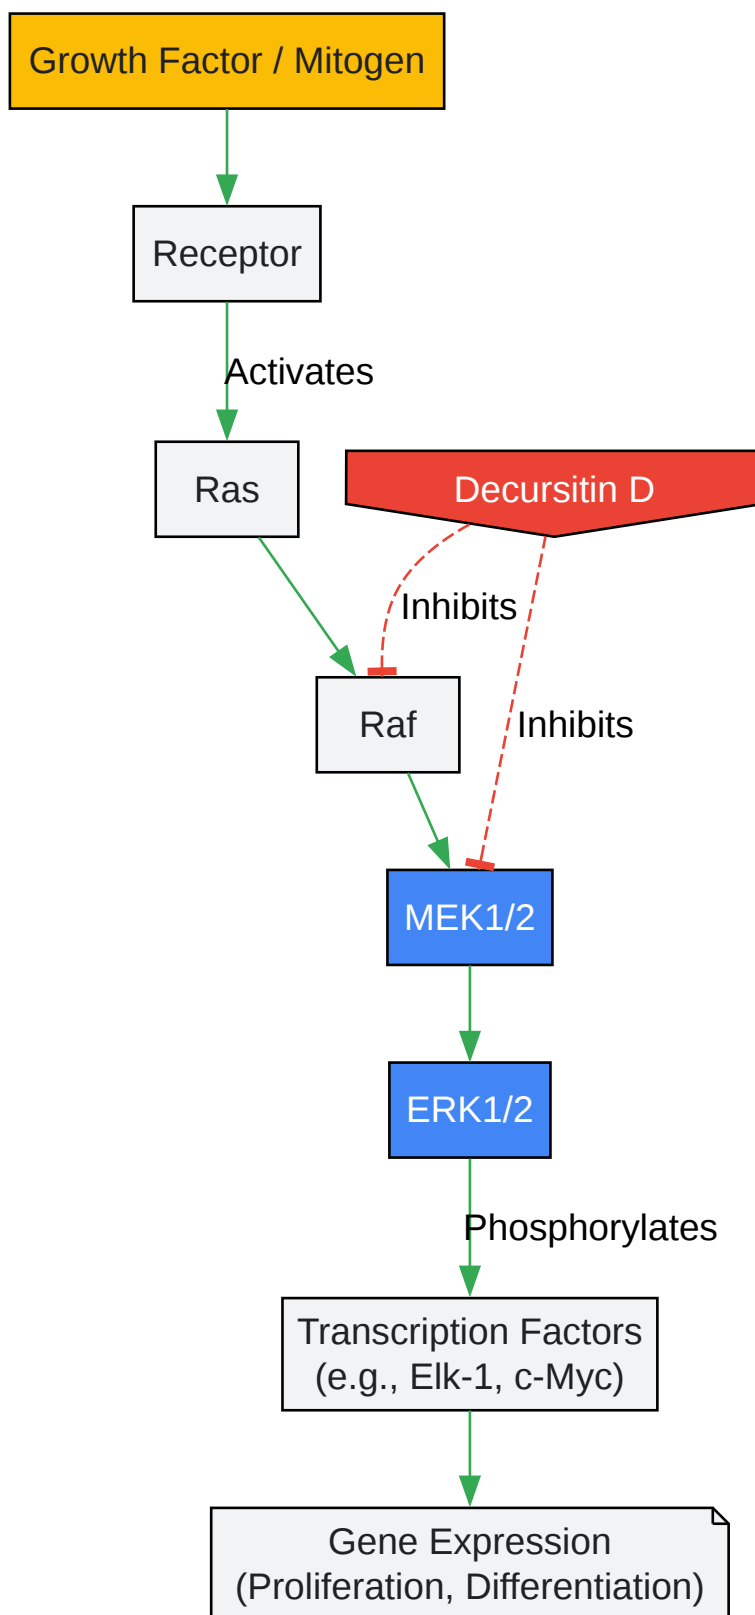 Growth Factor / Mitogen
Receptor
Activates
Ras
Decursitin D
Inhibits
Raf
Inhibits
MEK1/2
ERK1/2
Phosphorylates
Transcription Factors
(e.g., Elk-1, c-Myc)
Gene Expression
(Proliferation, Differentiation)